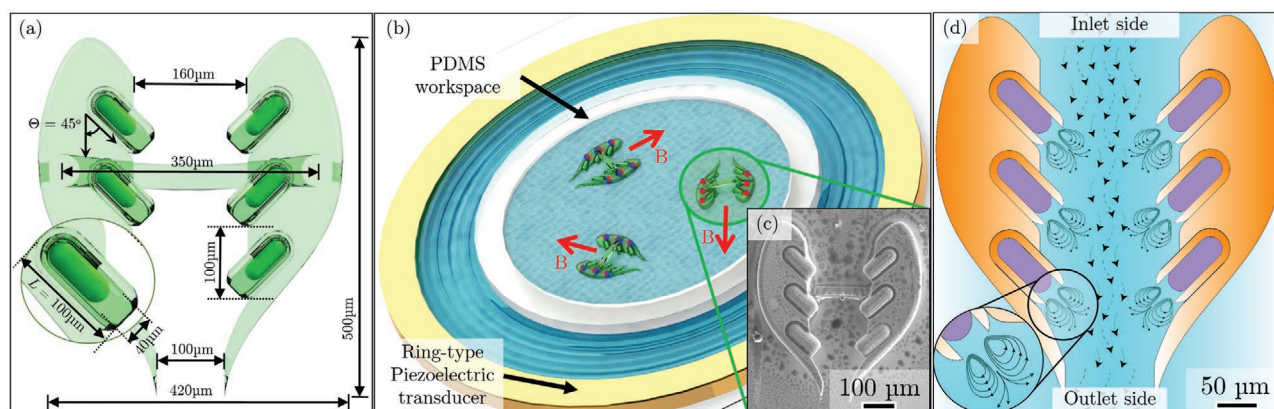 (a)
160µm
Θ = 45°
350µm
100µm
L = 100µm
40µm
100µm
420µm
500µm
(b)
PDMS
workspace
B
B
B
Ring-type
Piezoelectric
transducer
(c)
100 µm
(d)
Inlet side
Outlet side
50 µm